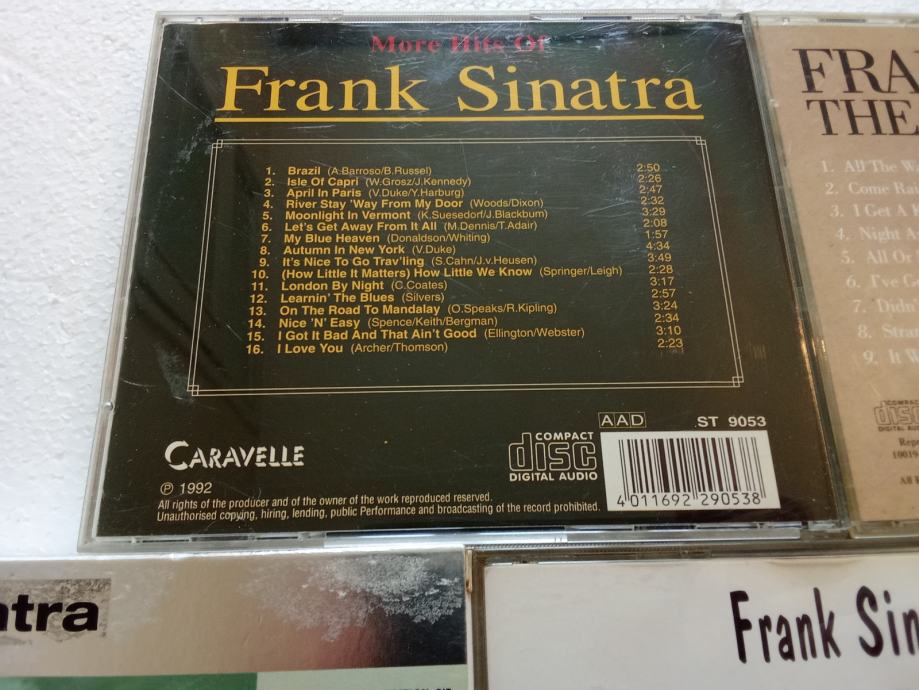 More Hits Of
Frank Sinatra
1. Brazil (A.Barroso/B.Russel) 2:50
2. Isle Of Capri (W.Grosz/J.Kennedy) 2:26
3. April In Paris (V.Duke/Y.Harburg) 2:47
4. River Stay 'Way From My Door (Woods/Dixon) 2:32
5. Moonlight In Vermont (K.Suesedorf/J.Blackbum) 3:29
6. Let's Get Away From It All (M.Dennis/T.Adair) 2:08
7. My Blue Heaven (Donaldson/Whiting) 1:57
8. Autumn In New York (V.Duke) 4:34
9. It's Nice To Go Trav'ling (S.Cahn/J.v.Heusen) 3:49
10. (How Little It Matters) How Little We Know (Springer/Leigh) 2:28
11. London By Night (C.Coates) 3:17
12. Learnin' The Blues (Silvers) 2:57
13. On The Road To Mandalay (O.Speaks/R.Kipling) 3:24
14. Nice 'N' Easy (Spence/Keith/Bergman) 2:34
15. I Got It Bad And That Ain't Good (Ellington/Webster) 3:10
16. I Love You (Archer/Thomson) 2:23
AAD ST 9053
CARAVELLE
COMPACT
disc
DIGITAL AUDIO
4 011692 290538
℗ 1992
All rights of the producer and of the owner of the work reproduced reserved.
Unauthorised copying, hiring, lending, public Performance and broadcasting of the record prohibited.
FRA
THE
1. All The W
2. Come Ra
3. I Get A
4. Night A
5. All Or
6. I've G
7. Didn
8. Stra
9. It W
COMPAC
disc
DIGITAL AUD
Repr
10019
All
ntra
Frank Sin